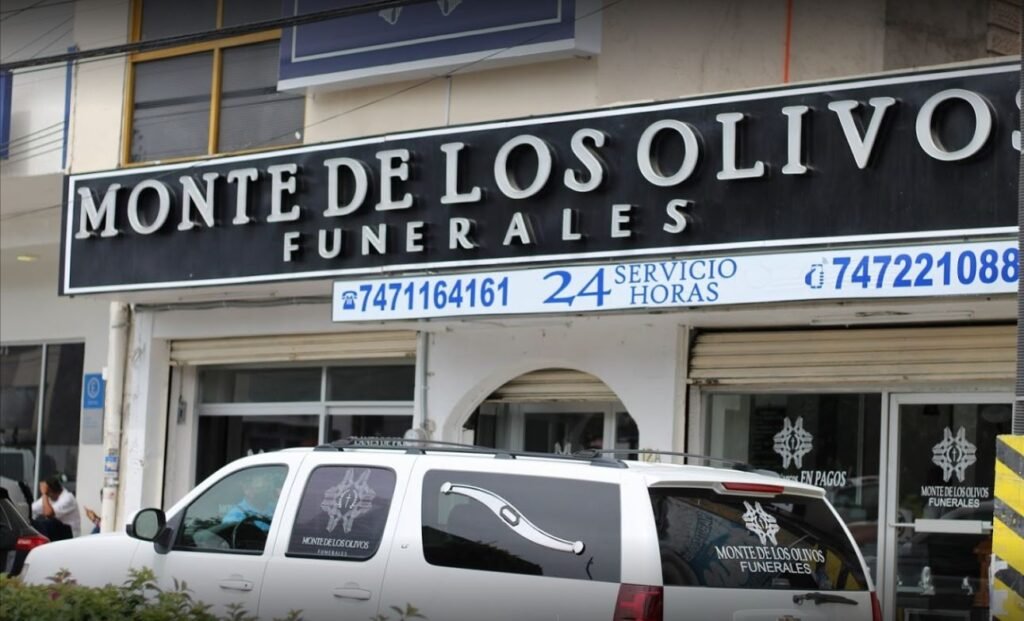 MONTE DE LOS OLIVOS
FUNERALES
7471164161
24
SERVICIO
HORAS
747221088
EN PAGOS
MONTE DE LOS OLIVOS
FUNERALES
MONTE DE LOS OLIVOS
FUNERALES
MONTE DE LOS OLIVOS
FUNERALES